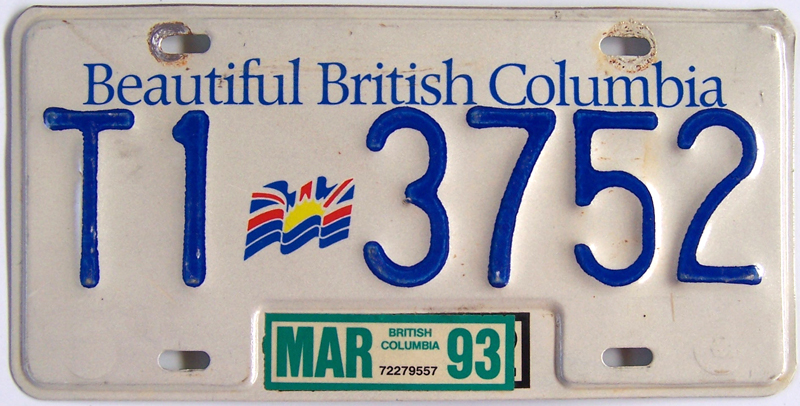 Beautiful British Columbia
T1 3752
MAR BRITISH COLUMBIA 93
72279557